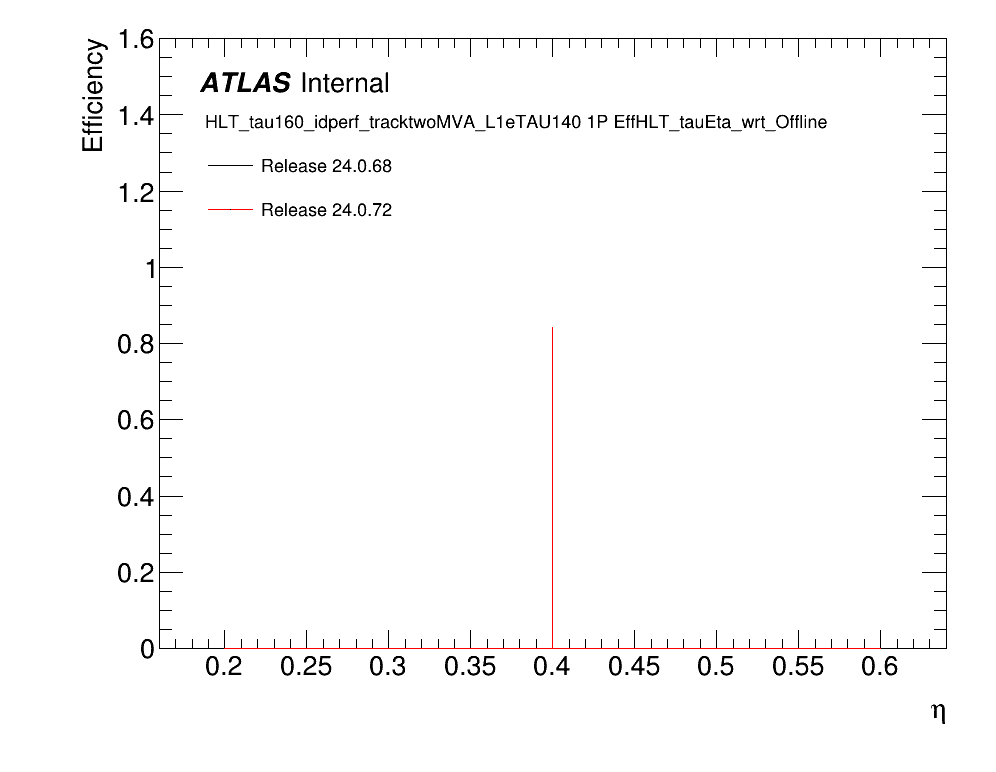 Efficiency
1.6
1.4
1.2
1
0.8
0.6
0.4
0.2
0
ATLAS Internal
HLT_tau160_idperf_tracktwoMVA_L1eTAU140 1P EffHLT_tauEta_wrt_Offline
Release 24.0.68
Release 24.0.72
0.2 0.25 0.3 0.35 0.4 0.45 0.5 0.55 0.6
η